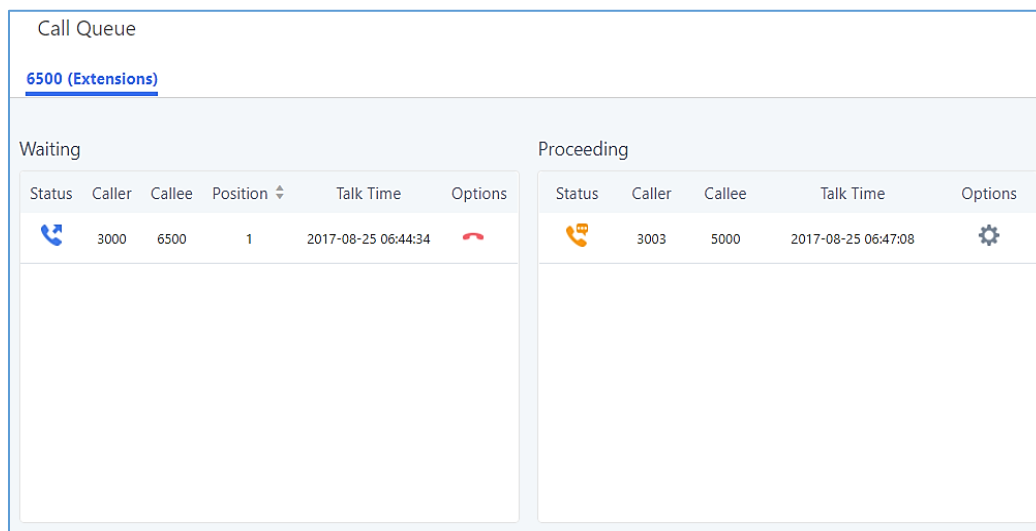 Call Queue
6500 (Extensions)
Waiting
Status Caller Callee Position Talk Time Options
3000 6500 1 2017-08-25 06:44:34
Proceeding
Status Caller Callee Talk Time Options
3003 5000 2017-08-25 06:47:08